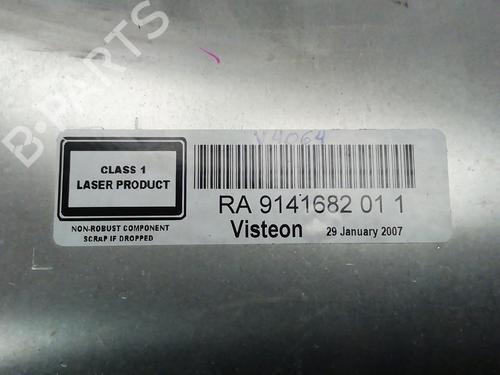 B-PARTS
V4064
CLASS 1
LASER PRODUCT
NON-ROBUST COMPONENT
SCRAP IF DROPPED
RA 9141682 01 1
Visteon 29 January 2007